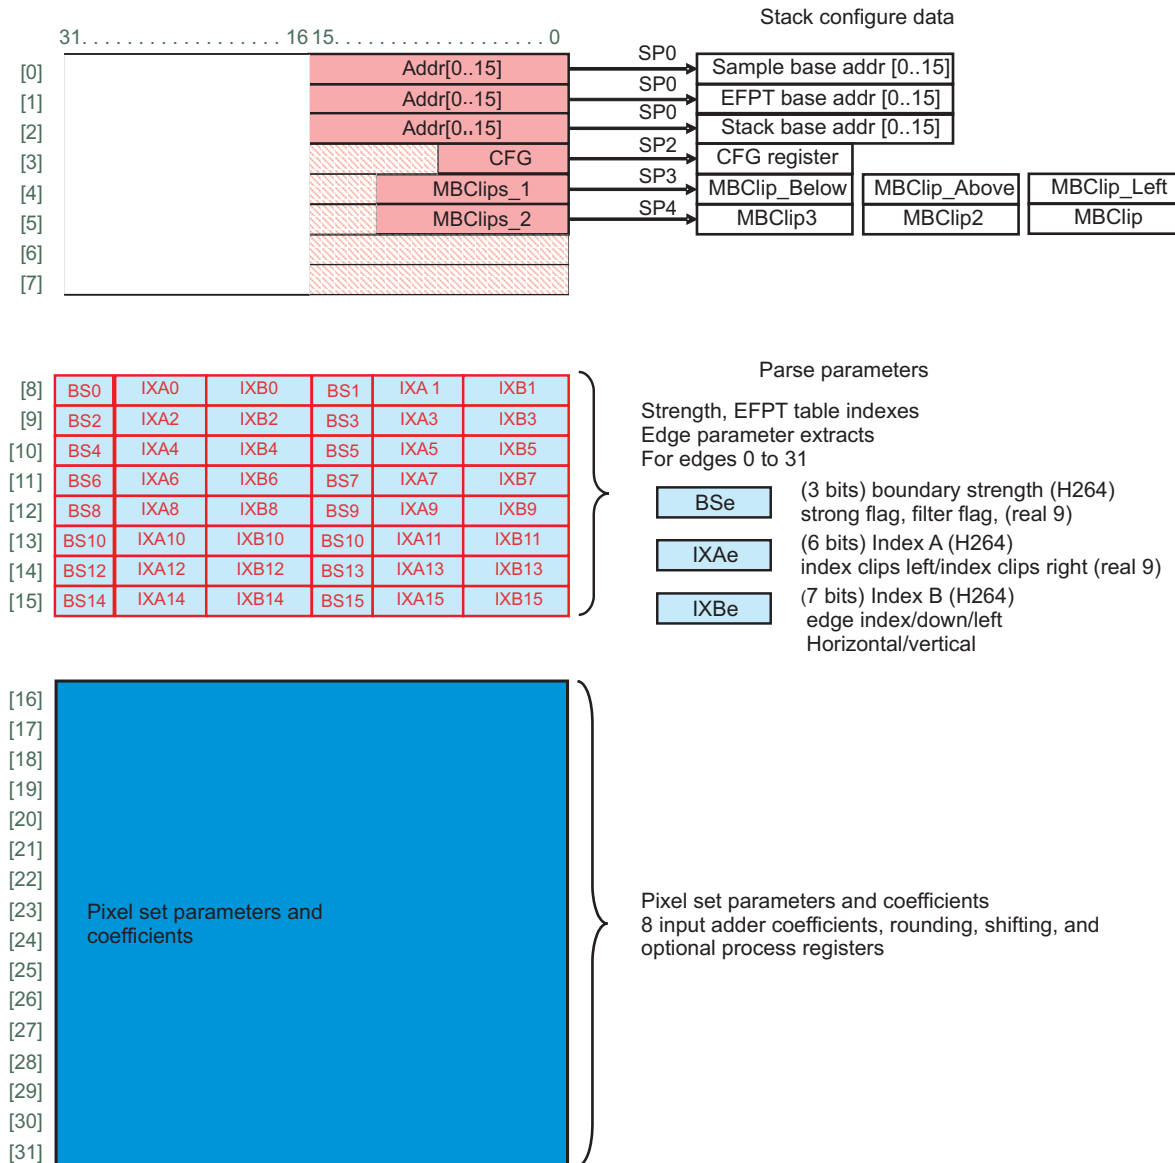 Stack configure data
31. . . . . . . . . . . . . . . . . 16 15. . . . . . . . . . . . . . . . . 0
[0] Addr[0..15] SP0 Sample base addr [0..15]
[1] Addr[0..15] SP0 EFPT base addr [0..15]
[2] Addr[0..15] SP0 Stack base addr [0..15]
[3] CFG SP2 CFG register
[4] MBClips_1 SP3 MBClip_Below MBClip_Above MBClip_Left
[5] MBClips_2 SP4 MBClip3 MBClip2 MBClip
[6]
[7]
[8] BS0 IXA0 IXB0 BS1 IXA 1 IXB1
[9] BS2 IXA2 IXB2 BS3 IXA3 IXB3
[10] BS4 IXA4 IXB4 BS5 IXA5 IXB5
[11] BS6 IXA6 IXB6 BS7 IXA7 IXB7
[12] BS8 IXA8 IXB8 BS9 IXA9 IXB9
[13] BS10 IXA10 IXB10 BS10 IXA11 IXB11
[14] BS12 IXA12 IXB12 BS13 IXA13 IXB13
[15] BS14 IXA14 IXB14 BS15 IXA15 IXB15
Parse parameters
Strength, EFPT table indexes
Edge parameter extracts
For edges 0 to 31
BSe (3 bits) boundary strength (H264)
strong flag, filter flag, (real 9)
IXAe (6 bits) Index A (H264)
index clips left/index clips right (real 9)
IXBe (7 bits) Index B (H264)
edge index/down/left
Horizontal/vertical
[16]
[17]
[18]
[19]
[20]
[21]
[22]
[23]
[24]
[25]
[26]
[27]
[28]
[29]
[30]
[31]
Pixel set parameters and
coefficients
Pixel set parameters and coefficients
8 input adder coefficients, rounding, shifting, and
optional process registers